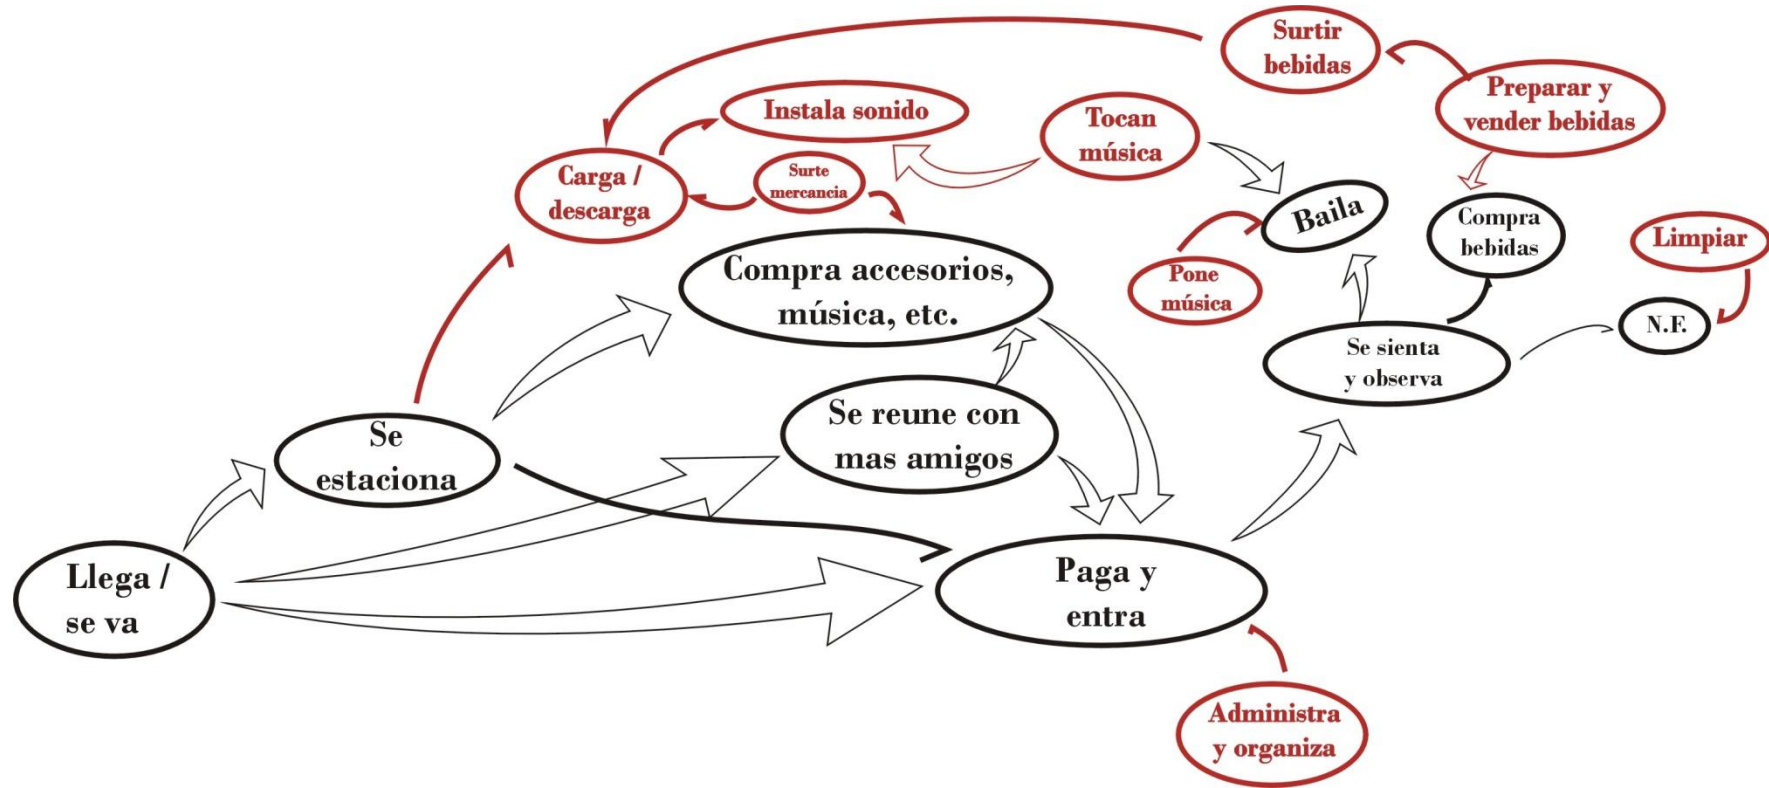 Surtir
bebidas
Preparar y
vender bebidas
Instala sonido
Tocan
música
Carga /
descarga
Surte
mercancia
Baila
Compra
bebidas
Limpiar
Compra accesorios,
música, etc.
Pone
música
N.F.
Se sienta
y observa
Se
estaciona
Se reune con
mas amigos
Llega /
se va
Paga y
entra
Administra
y organiza